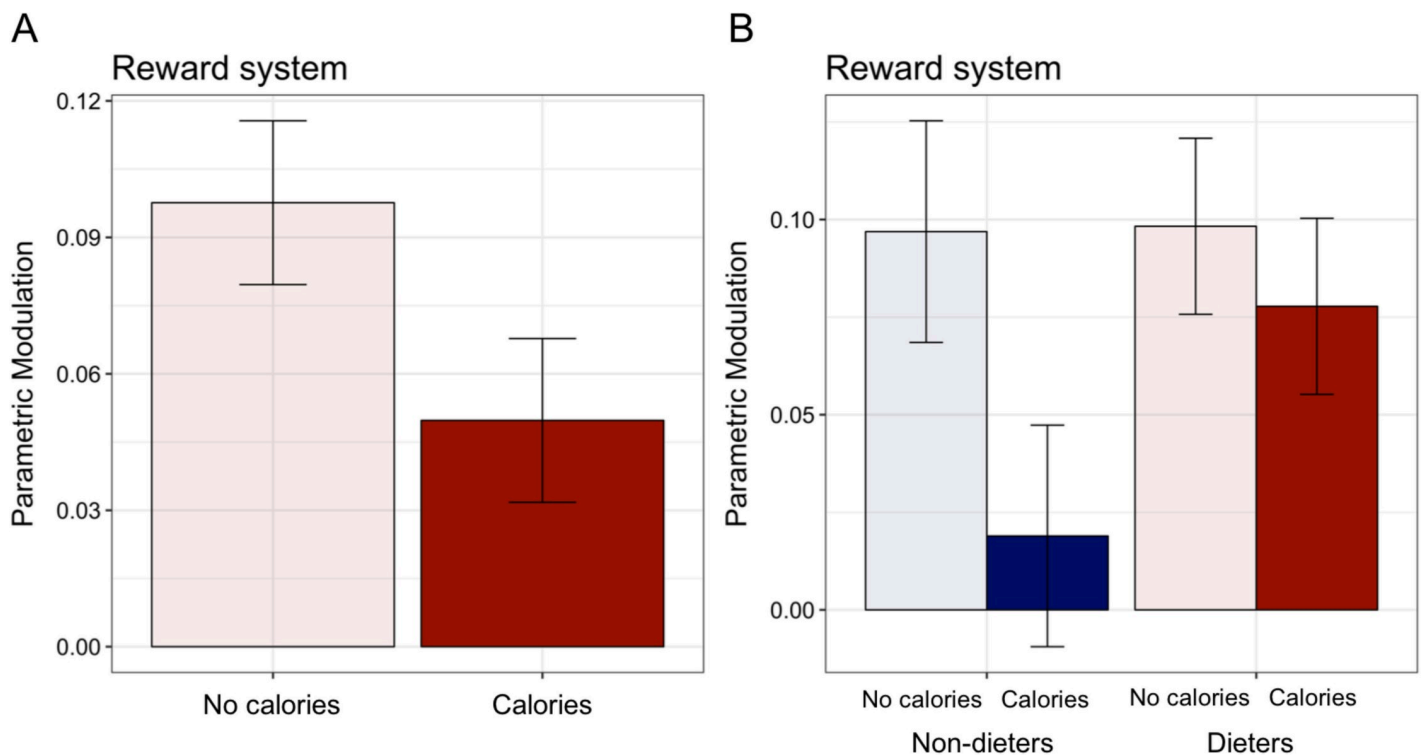 A
Reward system
Parametric Modulation
0.12
0.09
0.06
0.03
0.00
No calories Calories
B
Reward system
Parametric Modulation
0.10
0.05
0.00
No calories Calories No calories Calories
Non-dieters Dieters